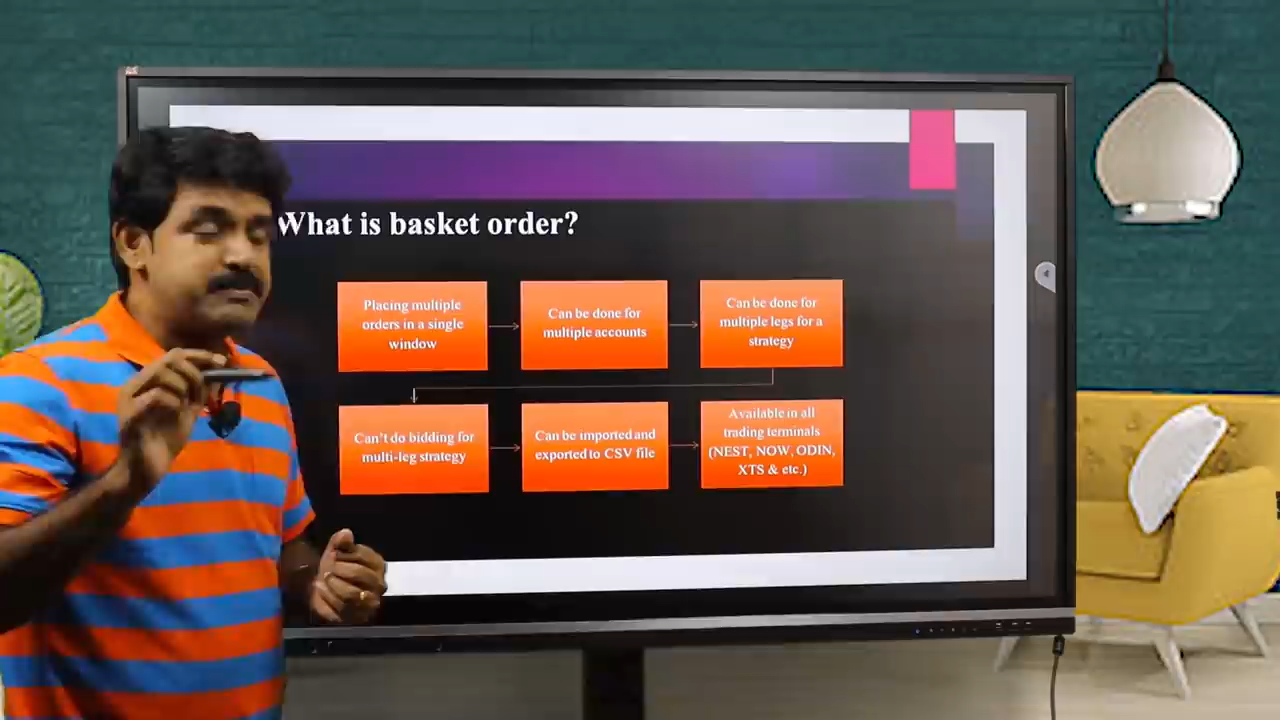 What is basket order?
Placing multiple
orders in a single
window
Can be done for
multiple accounts
Can be done for
multiple legs for a
strategy
Can't do bidding for
multi-leg strategy
Can be imported and
exported to CSV file
Available in all
trading terminals
(NEST, NOW, ODIN,
XTS & etc.)